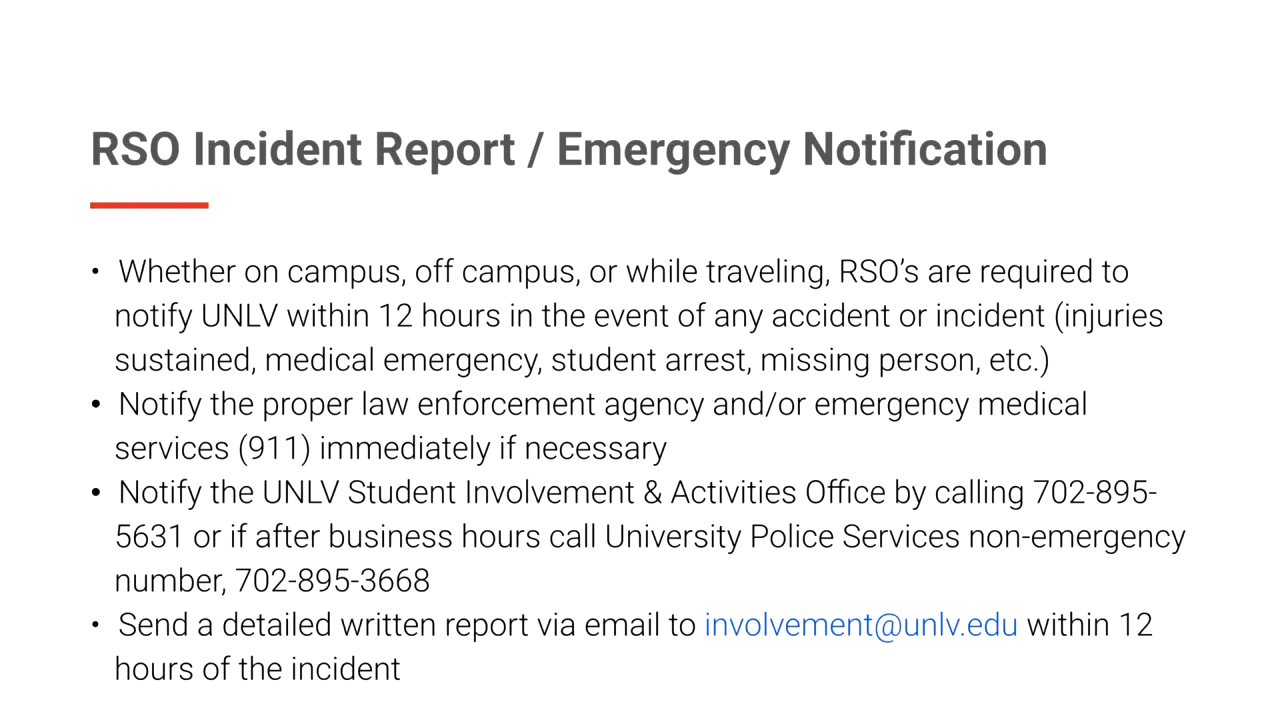 RSO Incident Report / Emergency Notification
• Whether on campus, off campus, or while traveling, RSO’s are required to
notify UNLV within 12 hours in the event of any accident or incident (injuries
sustained, medical emergency, student arrest, missing person, etc.)
• Notify the proper law enforcement agency and/or emergency medical
services (911) immediately if necessary
• Notify the UNLV Student Involvement & Activities Office by calling 702-895-
5631 or if after business hours call University Police Services non-emergency
number, 702-895-3668
• Send a detailed written report via email to involvement@unlv.edu within 12
hours of the incident